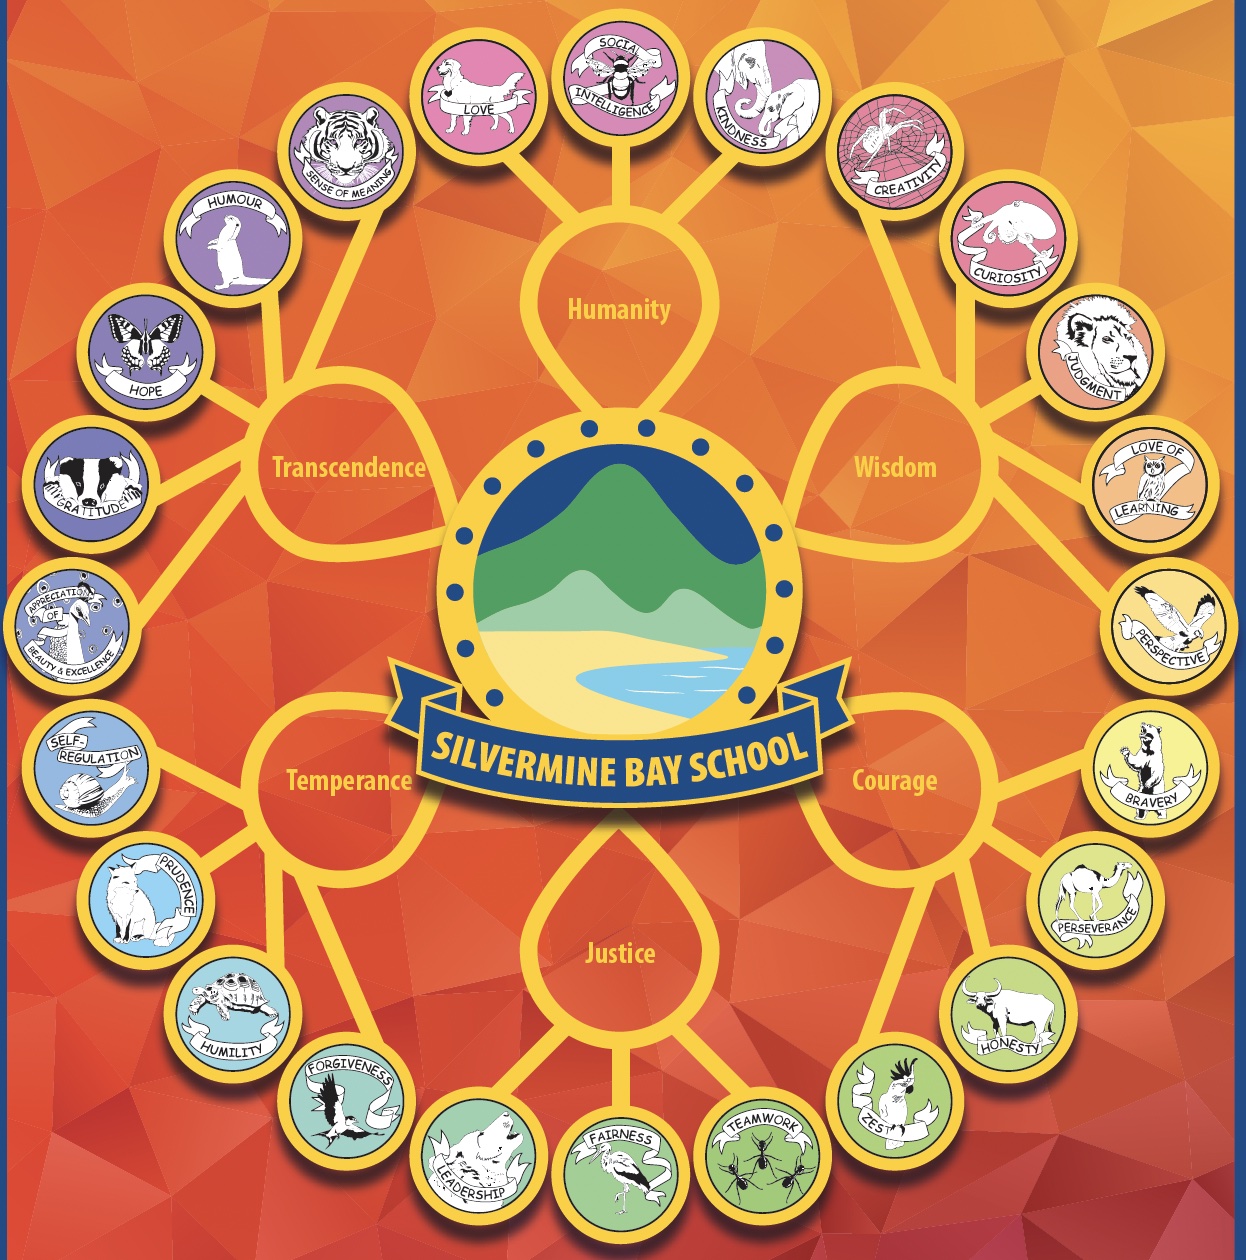 SOCIAL
INTELLIGENCE
LOVE
KINDNESS
SENSE OF MEANING
CREATIVITY
HUMOUR
CURIOSITY
HOPE
JUDGMENT
GRATITUDE
LOVE OF
LEARNING
APPRECIATION
OF
BEAUTY & EXCELLENCE
PERSPECTIVE
Humanity
Transcendence
Wisdom
SILVERMINE BAY SCHOOL
Temperance
Courage
Justice
SELF-
REGULATION
BRAVERY
PRUDENCE
PERSEVERANCE
HUMILITY
HONESTY
FORGIVENESS
ZEST
LEADERSHIP
FAIRNESS
TEAMWORK